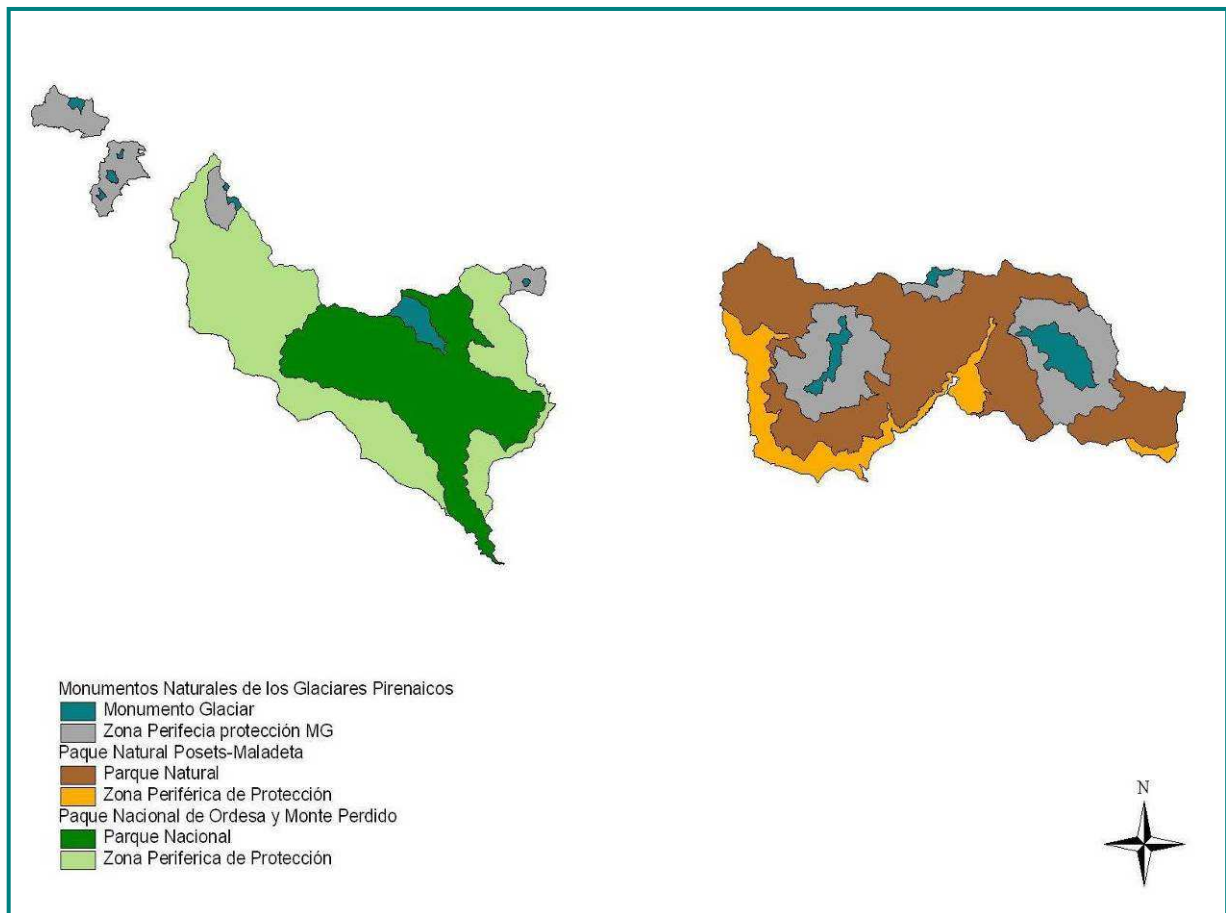 Monumentos Naturales de los Glaciares Pirenaicos
Monumento Glaciar
Zona Perifecia protección MG
Paque Natural Posets-Maladeta
Parque Natural
Zona Periférica de Protección
Paque Nacional de Ordesa y Monte Perdido
Parque Nacional
Zona Periferica de Protección
N